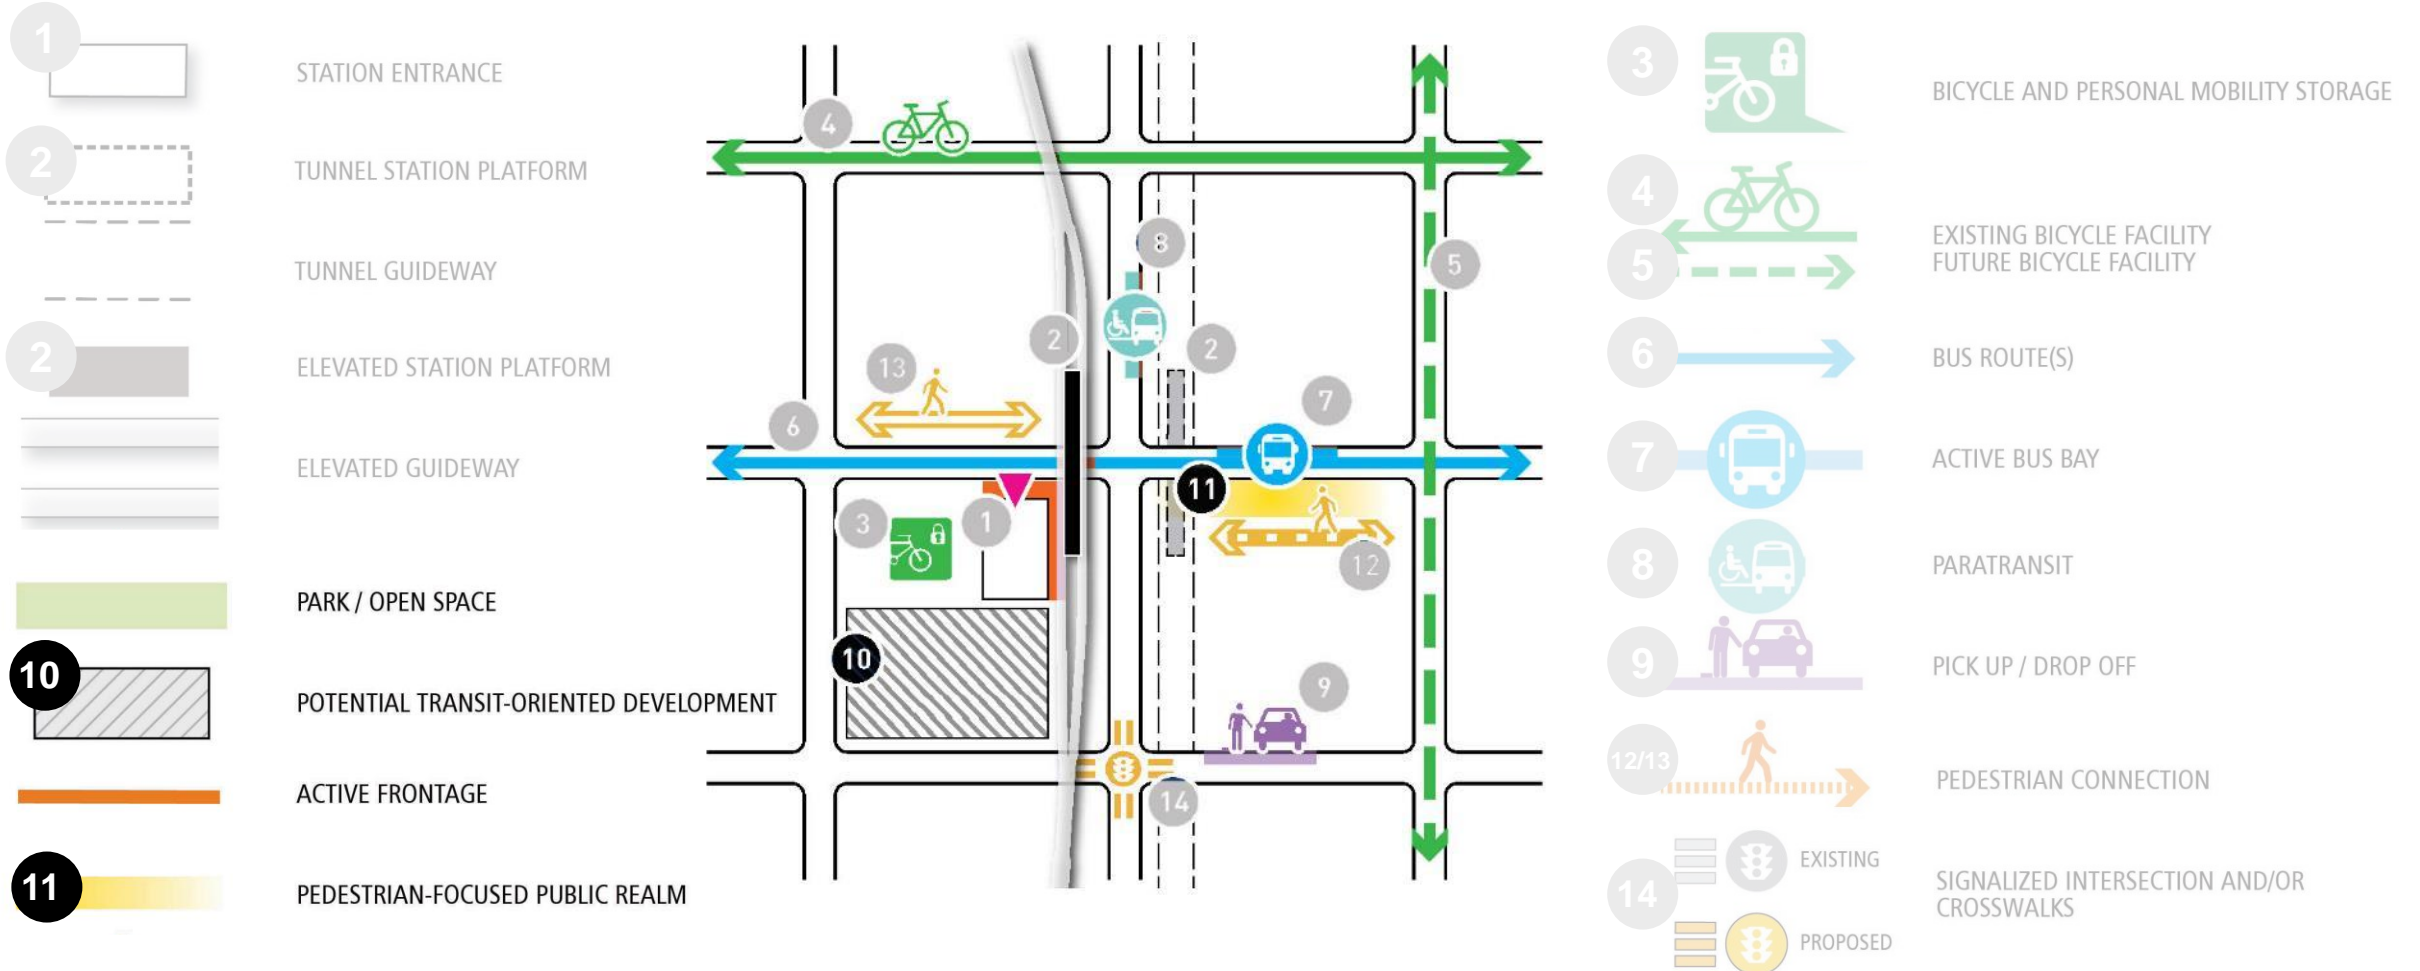 1
STATION ENTRANCE
2
TUNNEL STATION PLATFORM
TUNNEL GUIDEWAY
2
ELEVATED STATION PLATFORM
ELEVATED GUIDEWAY
PARK / OPEN SPACE
10
POTENTIAL TRANSIT-ORIENTED DEVELOPMENT
ACTIVE FRONTAGE
11
PEDESTRIAN-FOCUSED PUBLIC REALM
4
8
5
2
2
13
7
6
11
3
1
12
10
9
14
3
BICYCLE AND PERSONAL MOBILITY STORAGE
4
EXISTING BICYCLE FACILITY
5
FUTURE BICYCLE FACILITY
6
BUS ROUTE(S)
7
ACTIVE BUS BAY
8
PARATRANSIT
9
PICK UP / DROP OFF
12/13
PEDESTRIAN CONNECTION
14
EXISTING
SIGNALIZED INTERSECTION AND/OR
CROSSWALKS
PROPOSED